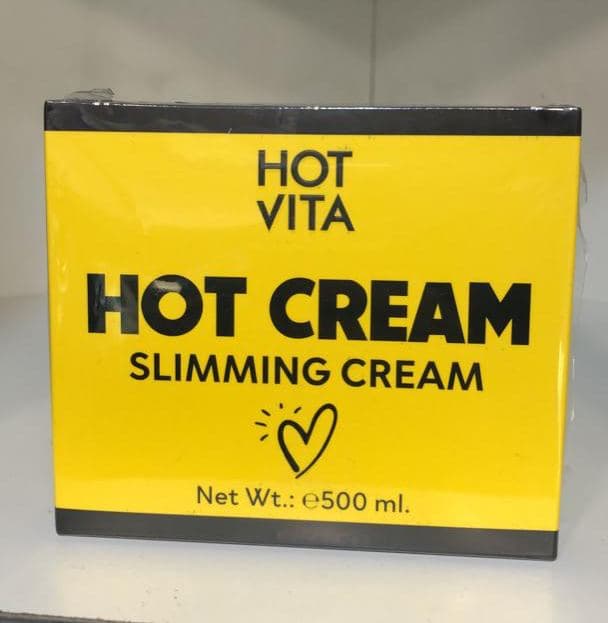 HOT
VITA
HOT CREAM
SLIMMING CREAM
Net Wt.: ℮500 ml.